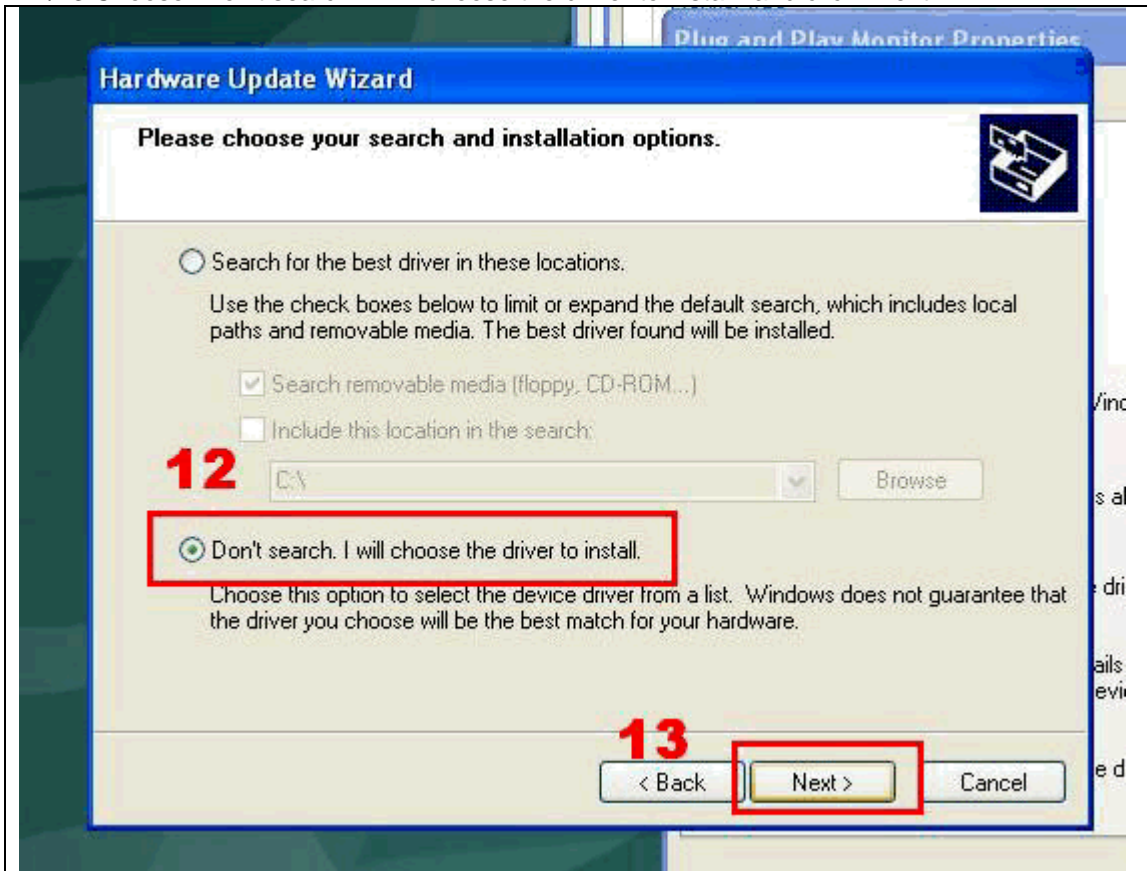 Plug and Play Monitor Properties
Hardware Update Wizard
Please choose your search and installation options.
Search for the best driver in these locations.
Use the check boxes below to limit or expand the default search, which includes local
paths and removable media. The best driver found will be installed.
Search removable media (floppy, CD-ROM...)
Include this location in the search:
12
C:\
Browse
Don't search. I will choose the driver to install.
Choose this option to select the device driver from a list. Windows does not guarantee that
the driver you choose will be the best match for your hardware.
13
< Back
Next >
Cancel